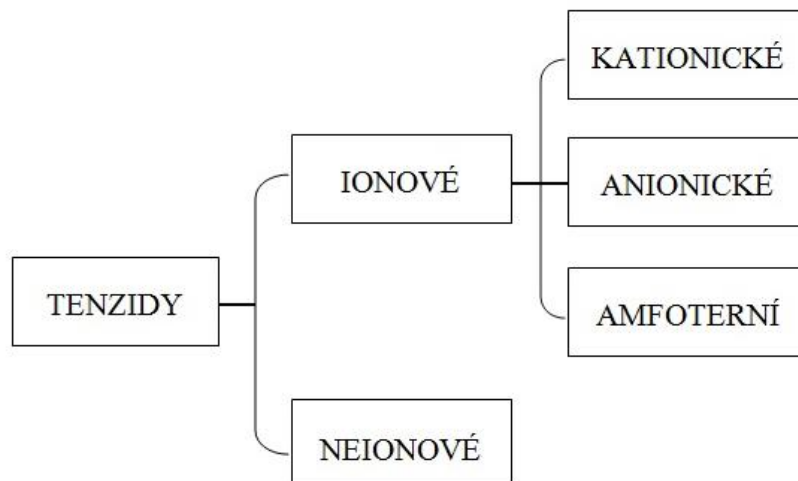 KATIONICKÉ
IONOVÉ
ANIONICKÉ
TENZIDY
AMFOTERNÍ
NEIONOVÉ